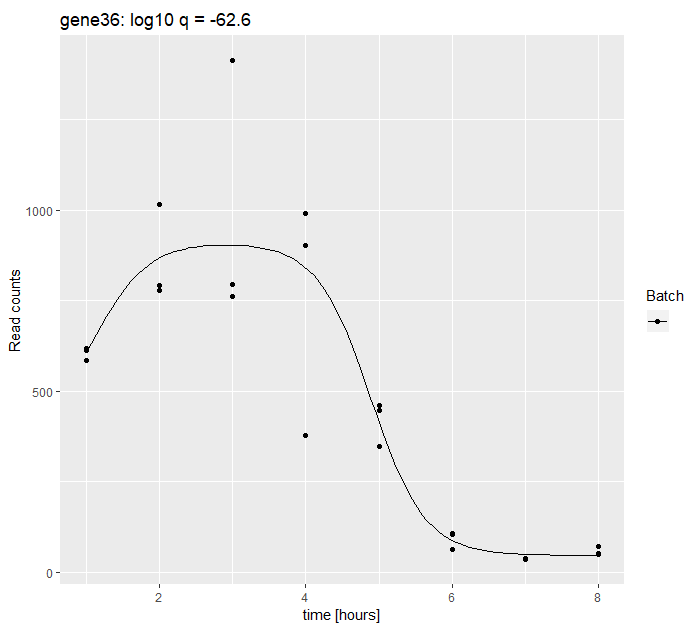 gene36: log10 q = -62.6
Read counts
1000
500
0
2
4
6
8
time [hours]
Batch